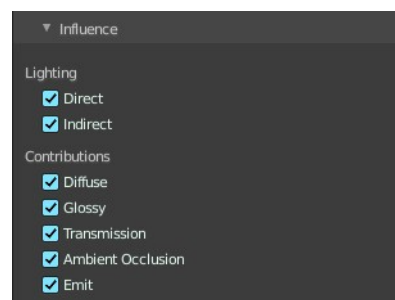 Influence
Lighting
Direct
Indirect
Contributions
Diffuse
Glossy
Transmission
Ambient Occlusion
Emit